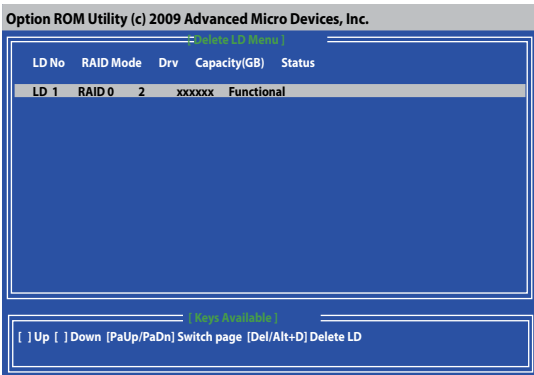 Option ROM Utility (c) 2009 Advanced Micro Devices, Inc.
[ Delete LD Menu ]
LD No RAID Mode Drv Capacity(GB) Status
LD 1 RAID 0 2 xxxxxx Functional
[ Keys Available ]
[ ] Up [ ] Down [PaUp/PaDn] Switch page [Del/Alt+D] Delete LD